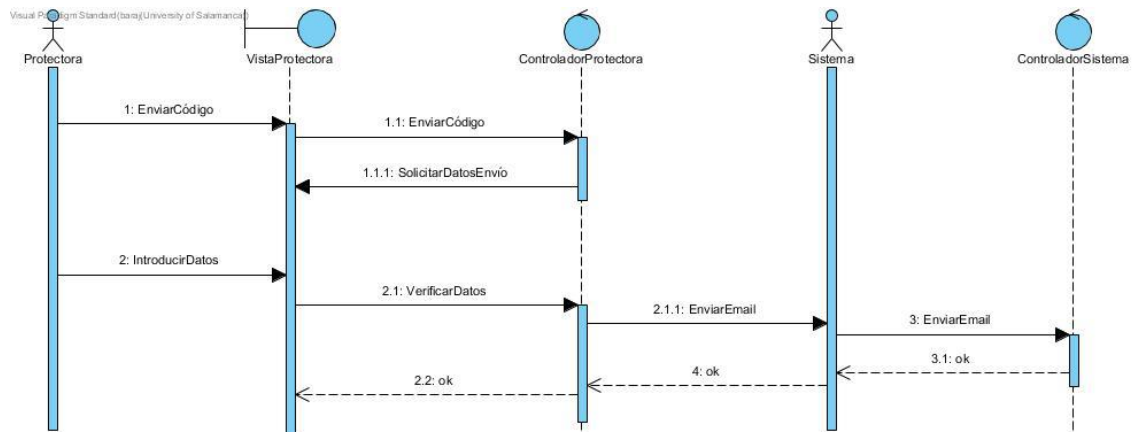 Visual Paradigm Standard(baraj(University of Salamanca))
Protectora
VistaProtectora
ControladorProtectora
Sistema
ControladorSistema
1: EnviarCódigo
1.1: EnviarCódigo
1.1.1: SolicitarDatosEnvío
2: IntroducirDatos
2.1: VerificarDatos
2.1.1: EnviarEmail
3: EnviarEmail
3.1: ok
4: ok
2.2: ok